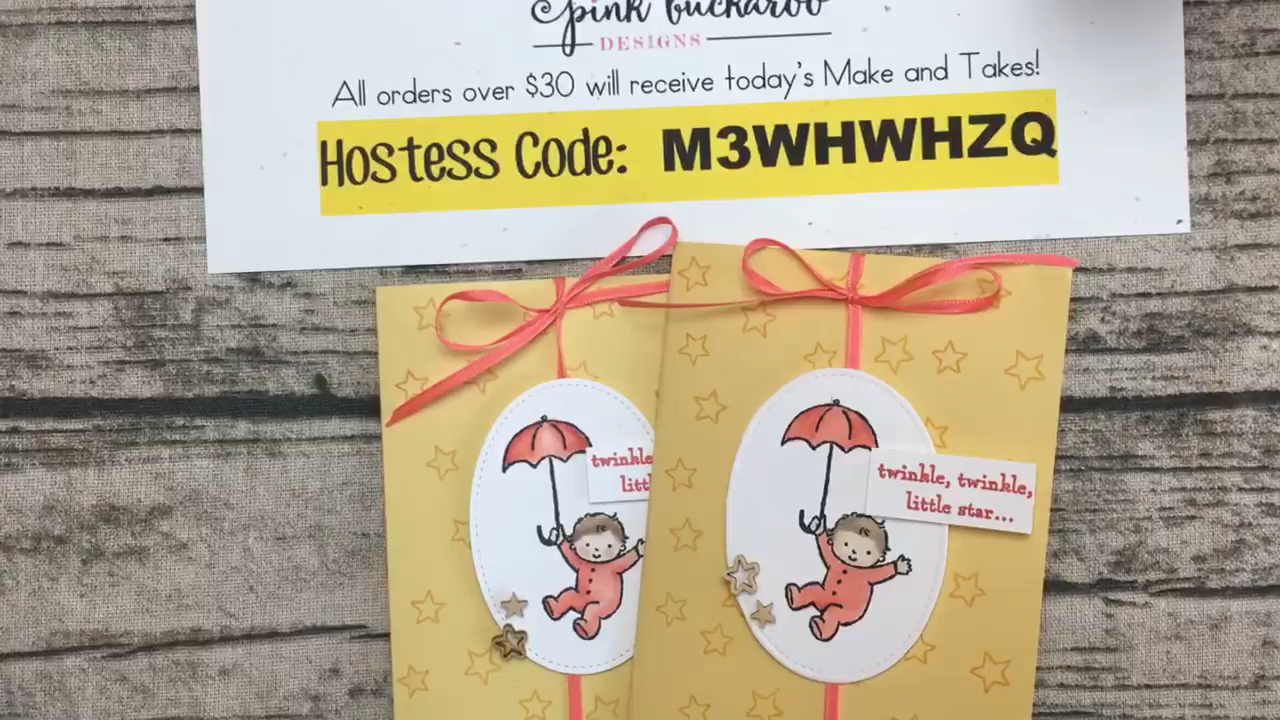 pink buckaroo
DESIGNS
All orders over $30 will receive today's Make and Takes!
Hostess Code: M3WHWHZQ
twinkle
litt
twinkle, twinkle,
little star...